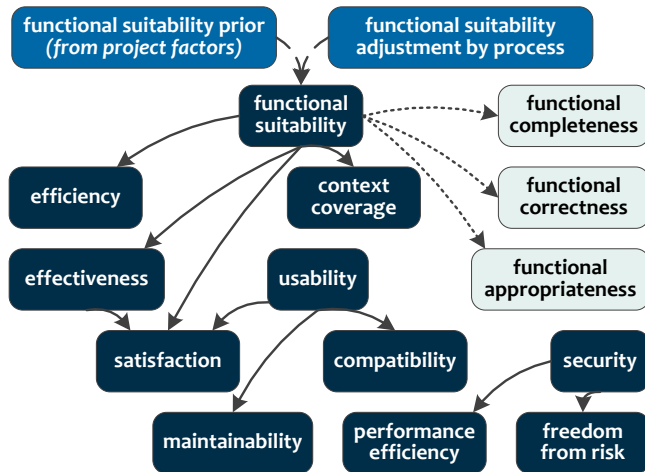 functional suitability prior
(from project factors)
functional suitability
adjustment by process
functional
suitability
functional
completeness
efficiency
context
coverage
functional
correctness
effectiveness
usability
functional
appropriateness
satisfaction
compatibility
security
maintainability
performance
efficiency
freedom
from risk